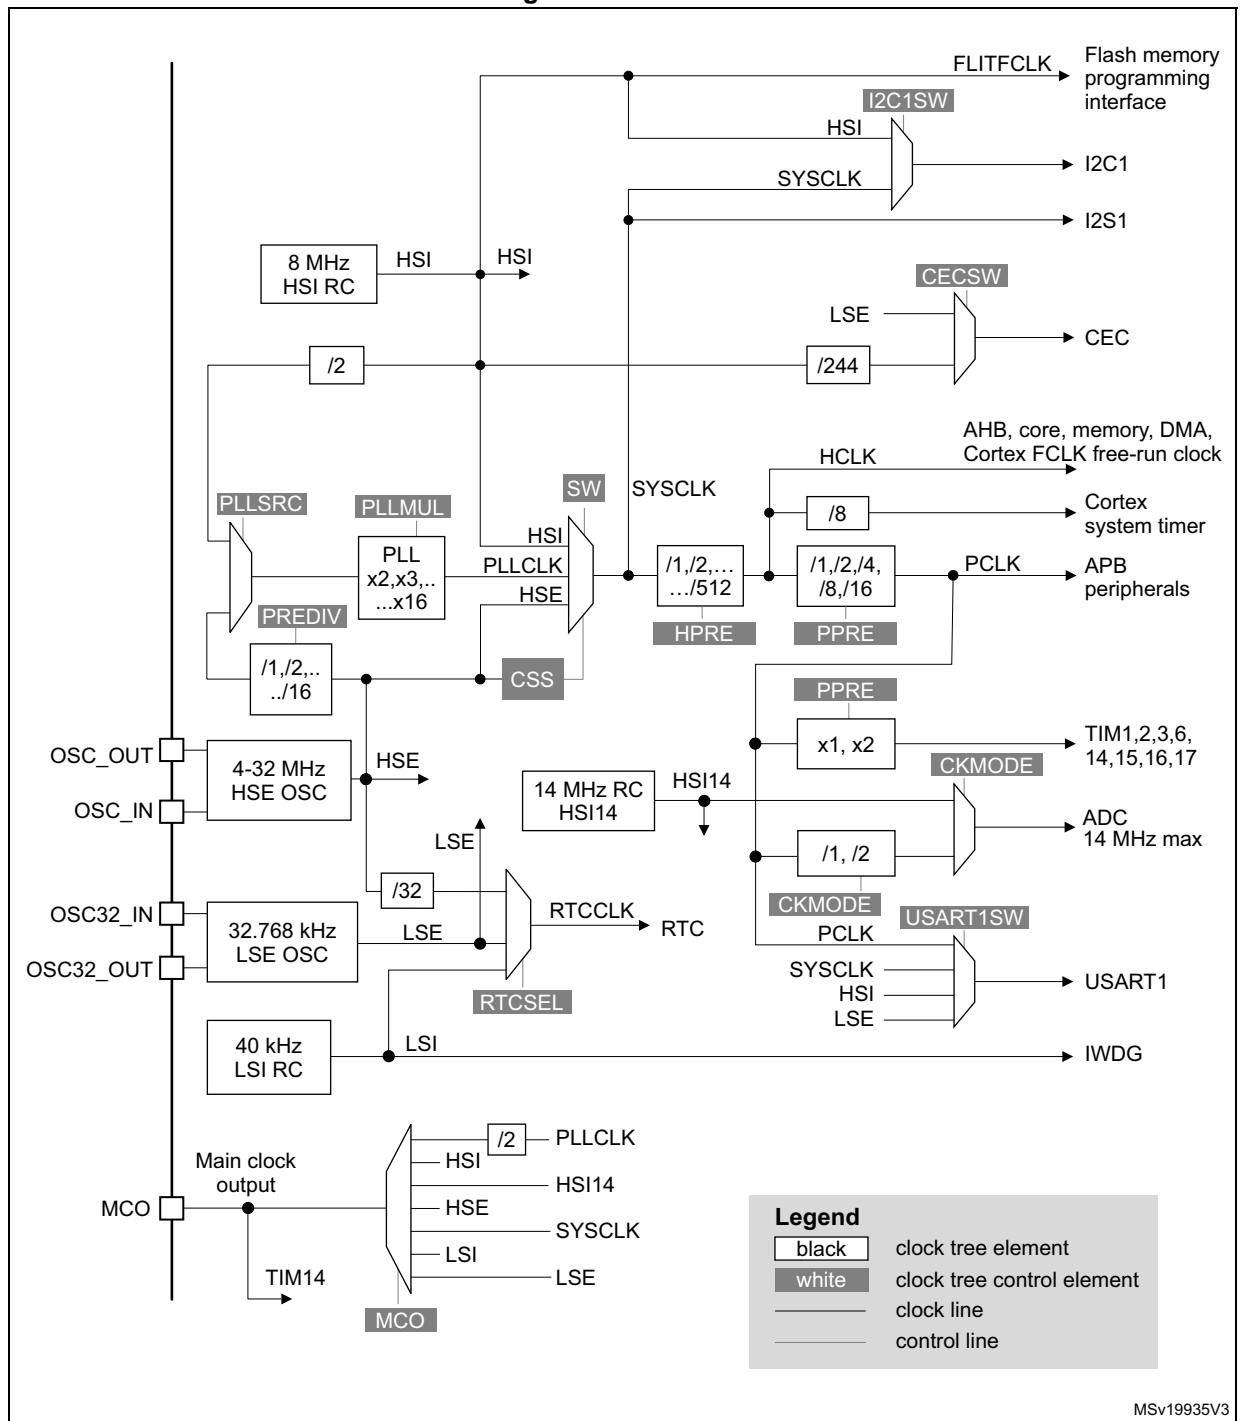 FLITFCLK
Flash memory
programming
interface
I2C1SW
HSI
I2C1
SYSCLK
I2S1
8 MHz
HSI RC
HSI
HSI
CECSW
LSE
CEC
/2
/244
AHB, core, memory, DMA,
Cortex FCLK free-run clock
HCLK
SW
SYSCLK
PLLSRC
PLLMUL
/8
Cortex
system timer
PLL
x2,x3,..
...x16
HSI
PLLCLK
HSE
/1,/2,…
…/512
/1,/2,/4,
/8,/16
PCLK
APB
peripherals
PREDIV
HPRE
PPRE
/1,/2,..
../16
CSS
PPRE
OSC_OUT
4-32 MHz
HSE OSC
HSE
x1, x2
TIM1,2,3,6,
14,15,16,17
CKMODE
OSC_IN
14 MHz RC
HSI14
HSI14
ADC
14 MHz max
LSE
/1, /2
/32
CKMODE
OSC32_IN
32.768 kHz
LSE OSC
LSE
RTCCLK
RTC
USART1SW
PCLK
OSC32_OUT
SYSCLK
HSI
LSE
USART1
RTCSEL
40 kHz
LSI RC
LSI
IWDG
/2
PLLCLK
Main clock
output
HSI
HSI14
MCO
HSE
SYSCLK
LSI
TIM14
LSE
MCO
Legend
black
clock tree element
white
clock tree control element
clock line
control line
MSv19935V3